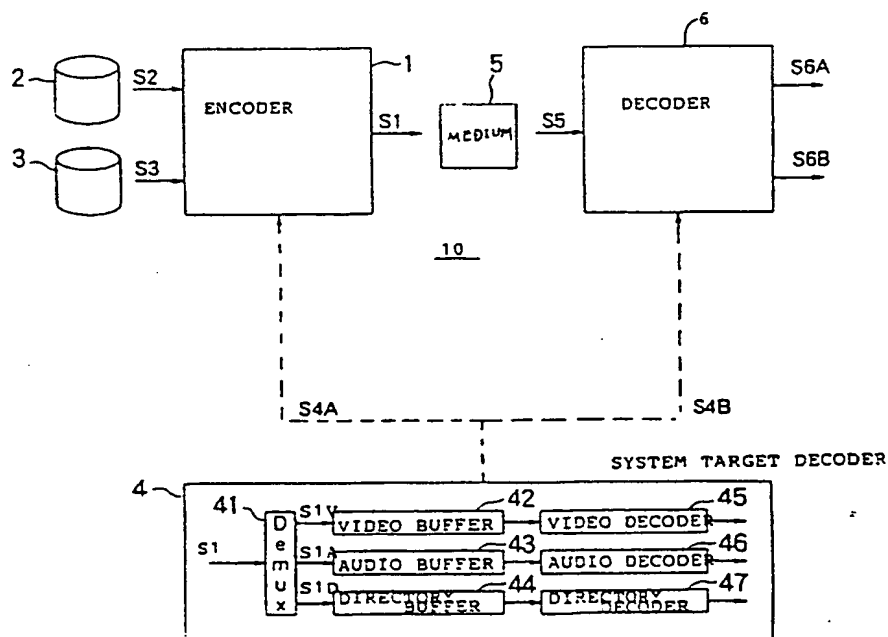 6
2
S2
1
5
S6A
ENCODER
S1
MEDIUM
S5
DECODER
3
S3
S6B
10
S4A
S4B
SYSTEM TARGET DECODER
4
41
S1V
42
45
VIDEO BUFFER
VIDEO DECODER
S1
Demux
S1A
43
46
AUDIO BUFFER
AUDIO DECODER
S1D
44
47
DIRECTORY BUFFER
DIRECTORY DECODER